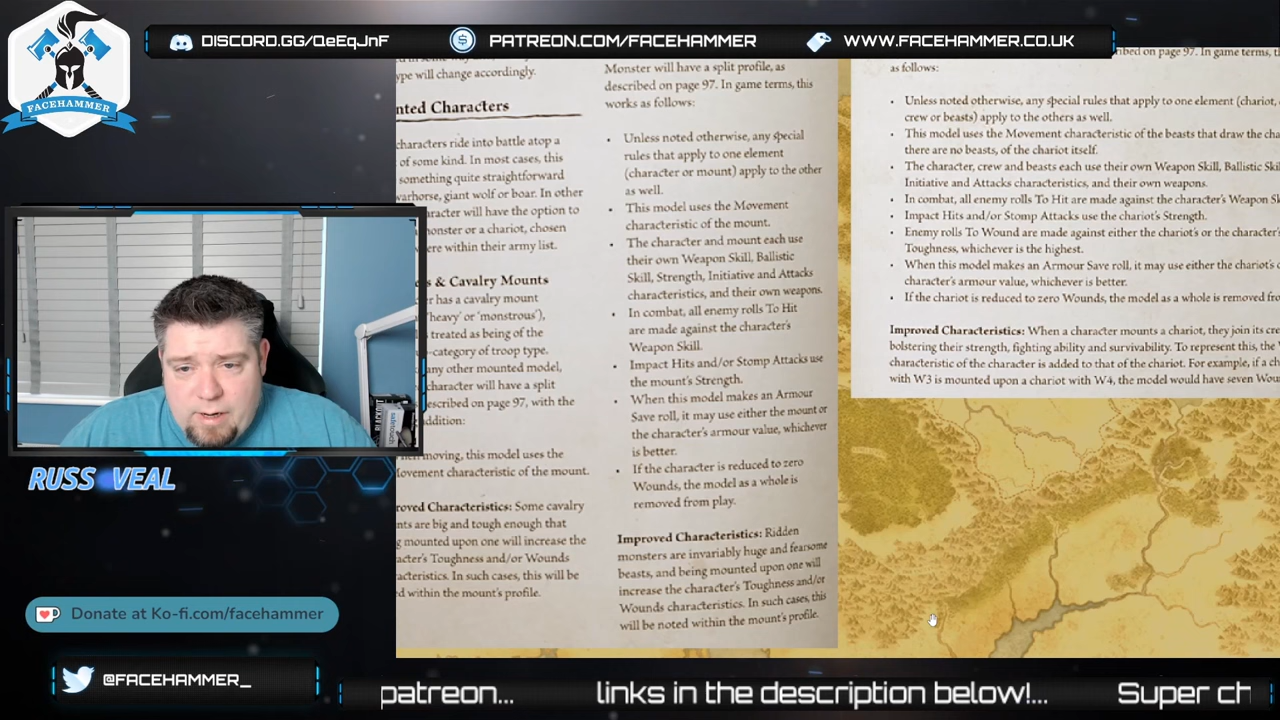 DISCORD.GG/QeEqJnF
PATREON.COM/FACEHAMMER
WWW.FACEHAMMER.CO.UK
FACEHAMMER
type will change accordingly.
nted Characters
characters ride into battle atop a
of some kind. In most cases, this
something quite straightforward
warhorse, giant wolf or boar. In other
aracter will have the option to
onster or a chariot, chosen
ere within their army list.
s & Cavalry Mounts
er has a cavalry mount
'heavy' or 'monstrous'),
treated as being of the
-category of troop type.
any other mounted model,
character will have a split
escribed on page 97, with the
ddition:
hen moving, this model uses the
Movement characteristic of the mount.
roved Characteristics: Some cavalry
nts are big and tough enough that
g mounted upon one will increase the
acter's Toughness and/or Wounds
acteristics. In such cases, this will be
d within the mount's profile.
Monster will have a split profile, as
described on page 97. In game terms, this
works as follows:
• Unless noted otherwise, any special
rules that apply to one element
(character or mount) apply to the other
as well.
• This model uses the Movement
characteristic of the mount.
• The character and mount each use
their own Weapon Skill, Ballistic
Skill, Strength, Initiative and Attacks
characteristics, and their own weapons.
• In combat, all enemy rolls To Hit
are made against the character's
Weapon Skill.
• Impact Hits and/or Stomp Attacks use
the mount's Strength.
• When this model makes an Armour
Save roll, it may use either the mount or
the character's armour value, whichever
is better.
• If the character is reduced to zero
Wounds, the model as a whole is
removed from play.
Improved Characteristics: Ridden
monsters are invariably huge and fearsome
beasts, and being mounted upon one will
increase the character's Toughness and/or
Wounds characteristics. In such cases, this
will be noted within the mount's profile.
ribed on page 97. In game terms, th
as follows:
• Unless noted otherwise, any special rules that apply to one element (chariot,
crew or beasts) apply to the others as well.
• This model uses the Movement characteristic of the beasts that draw the cha
there are no beasts, of the chariot itself.
• The character, crew and beasts each use their own Weapon Skill, Ballistic Skil
Initiative and Attacks characteristics, and their own weapons.
• In combat, all enemy rolls To Hit are made against the character's Weapon Sk
• Impact Hits and/or Stomp Attacks use the chariot's Strength.
• Enemy rolls To Wound are made against either the chariot's or the character's
Toughness, whichever is the highest.
• When this model makes an Armour Save roll, it may use either the chariot's o
character's armour value, whichever is better.
• If the chariot is reduced to zero Wounds, the model as a whole is removed fro
Improved Characteristics: When a character mounts a chariot, they join its cre
bolstering their strength, fighting ability and survivability. To represent this, the W
characteristic of the character is added to that of the chariot. For example, if a ch
with W3 is mounted upon a chariot with W4, the model would have seven Wou
RUSS VEAL
Donate at Ko-fi.com/facehammer
@FACEHAMMER_
patreon... links in the description below!... Super ch